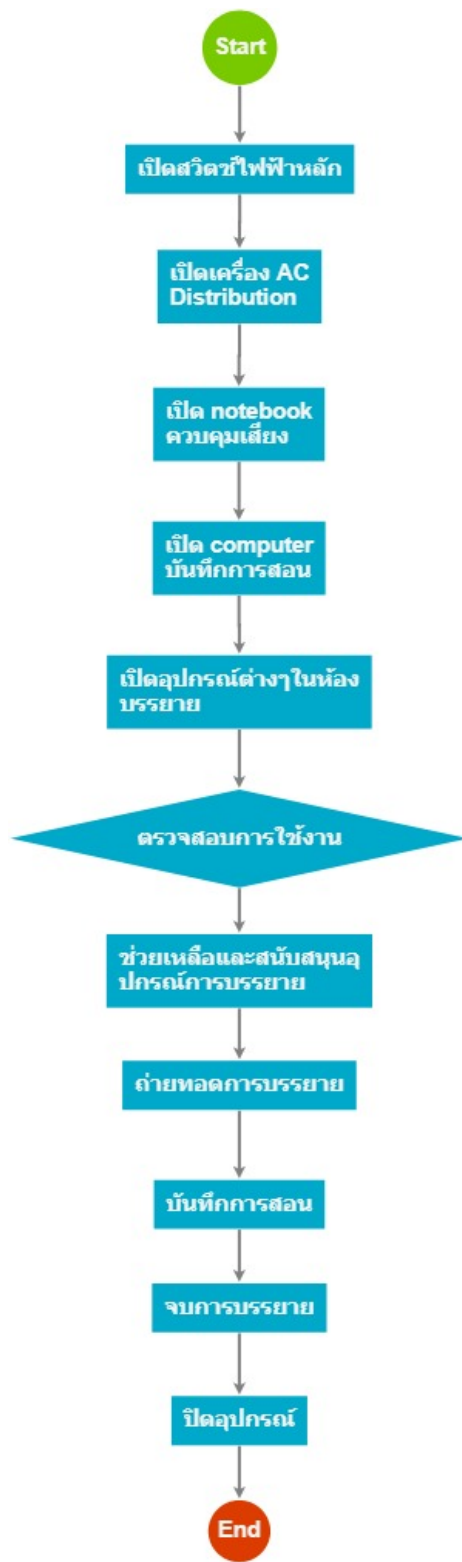 Start
เปิดสวิตซ์ไฟฟ้าหลัก
เปิดเครื่อง AC
Distribution
เปิด notebook
ควบคุมเสียง
เปิด computer
บันทึกการสอน
เปิดอุปกรณ์ต่างๆในห้อง
บรรยาย
ตรวจสอบการใช้งาน
ช่วยเหลือและสนับสนุนอุ
ปกรณ์การบรรยาย
ถ่ายทอดการบรรยาย
บันทึกการสอน
จบการบรรยาย
ปิดอุปกรณ์
End